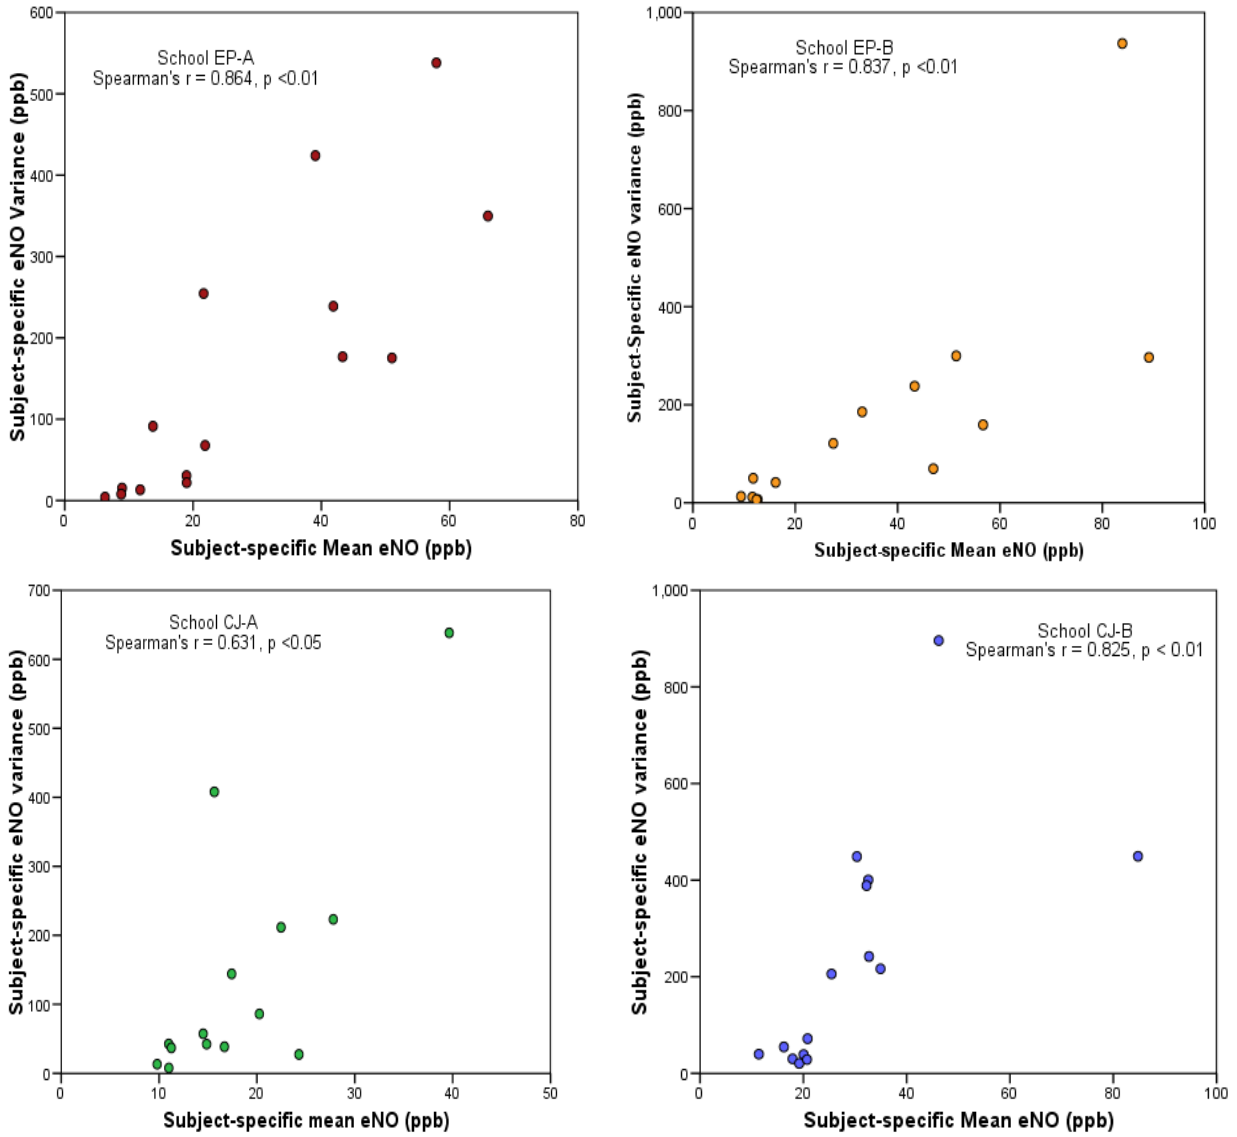 School EP-A
Spearman's r = 0.864, p <0.01
Subject-specific eNO Variance (ppb)
600
500
400
300
200
100
0
0 20 40 60 80
Subject-specific Mean eNO (ppb)
School EP-B
Spearman's r = 0.837, p <0.01
Subject-Specific eNO variance (ppb)
1,000
800
600
400
200
0
0 20 40 60 80 100
Subject-specific Mean eNO (ppb)
School CJ-A
Spearman's r = 0.631, p <0.05
Subject-specific eNO variance (ppb)
700
600
500
400
300
200
100
0
0 10 20 30 40 50
Subject-specific mean eNO (ppb)
School CJ-B
Spearman's r = 0.825, p < 0.01
Subject-specific eNO variance (ppb)
1,000
800
600
400
200
0
0 20 40 60 80 100
Subject-specific Mean eNO (ppb)